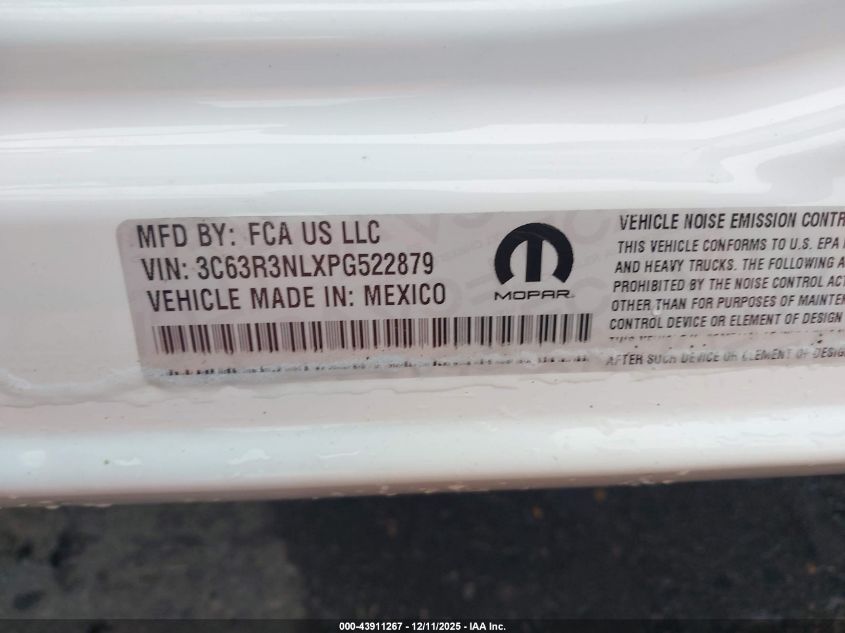 MFD BY: FCA US LLC
VIN: 3C63R3NLXPG522879
VEHICLE MADE IN: MEXICO
MOPAR
VEHICLE NOISE EMISSION CONTR
THIS VEHICLE CONFORMS TO U.S. EPA
AND HEAVY TRUCKS. THE FOLLOWING A
PROHIBITED BY THE NOISE CONTROL ACT
OTHER THAN FOR PURPOSES OF MAINTEN
CONTROL DEVICE OR ELEMENT OF DESIGN
AFTER SUCH DEVICE OR ELEMENT OF DESIG
000-43911267 - 12/11/2025 - IAA Inc.